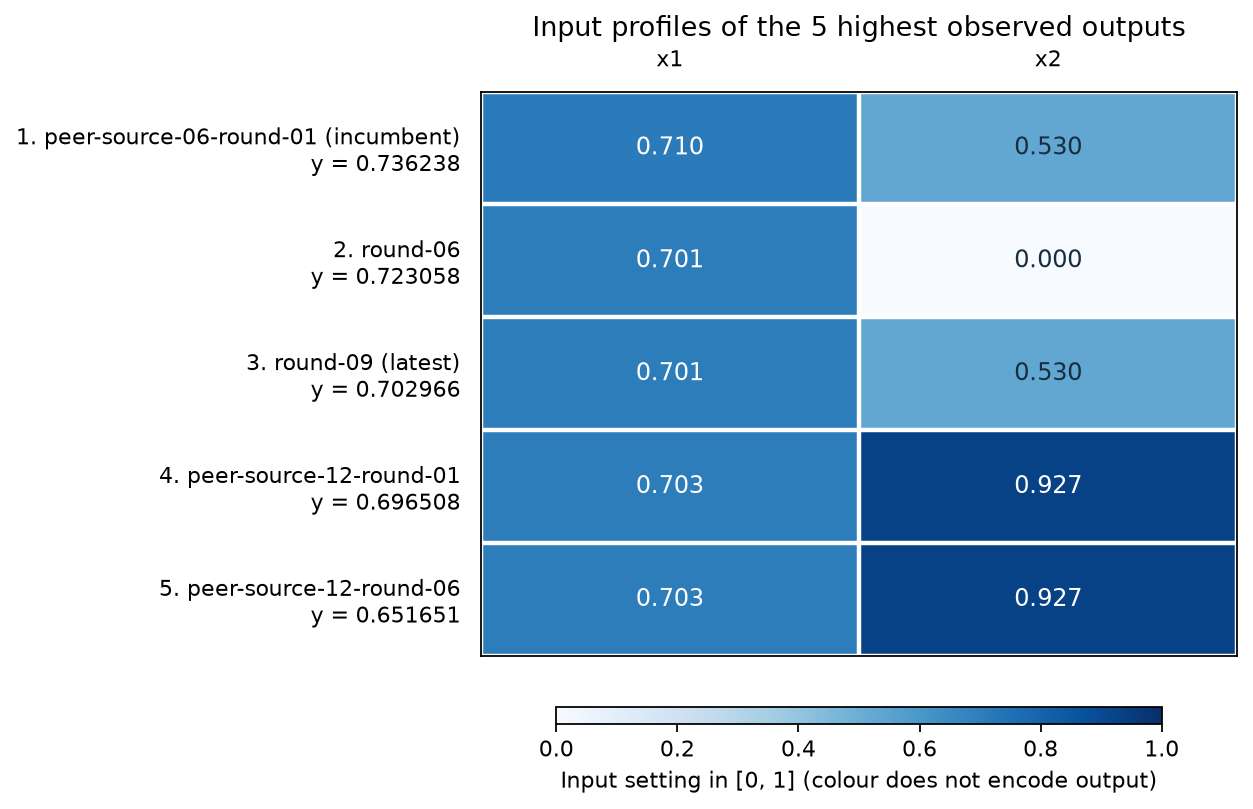 Input profiles of the 5 highest observed outputs
x1 x2
1. peer-source-06-round-01 (incumbent)
y = 0.736238
0.710 0.530
2. round-06
y = 0.723058
0.701 0.000
3. round-09 (latest)
y = 0.702966
0.701 0.530
4. peer-source-12-round-01
y = 0.696508
0.703 0.927
5. peer-source-12-round-06
y = 0.651651
0.703 0.927
0.0 0.2 0.4 0.6 0.8 1.0
Input setting in [0, 1] (colour does not encode output)